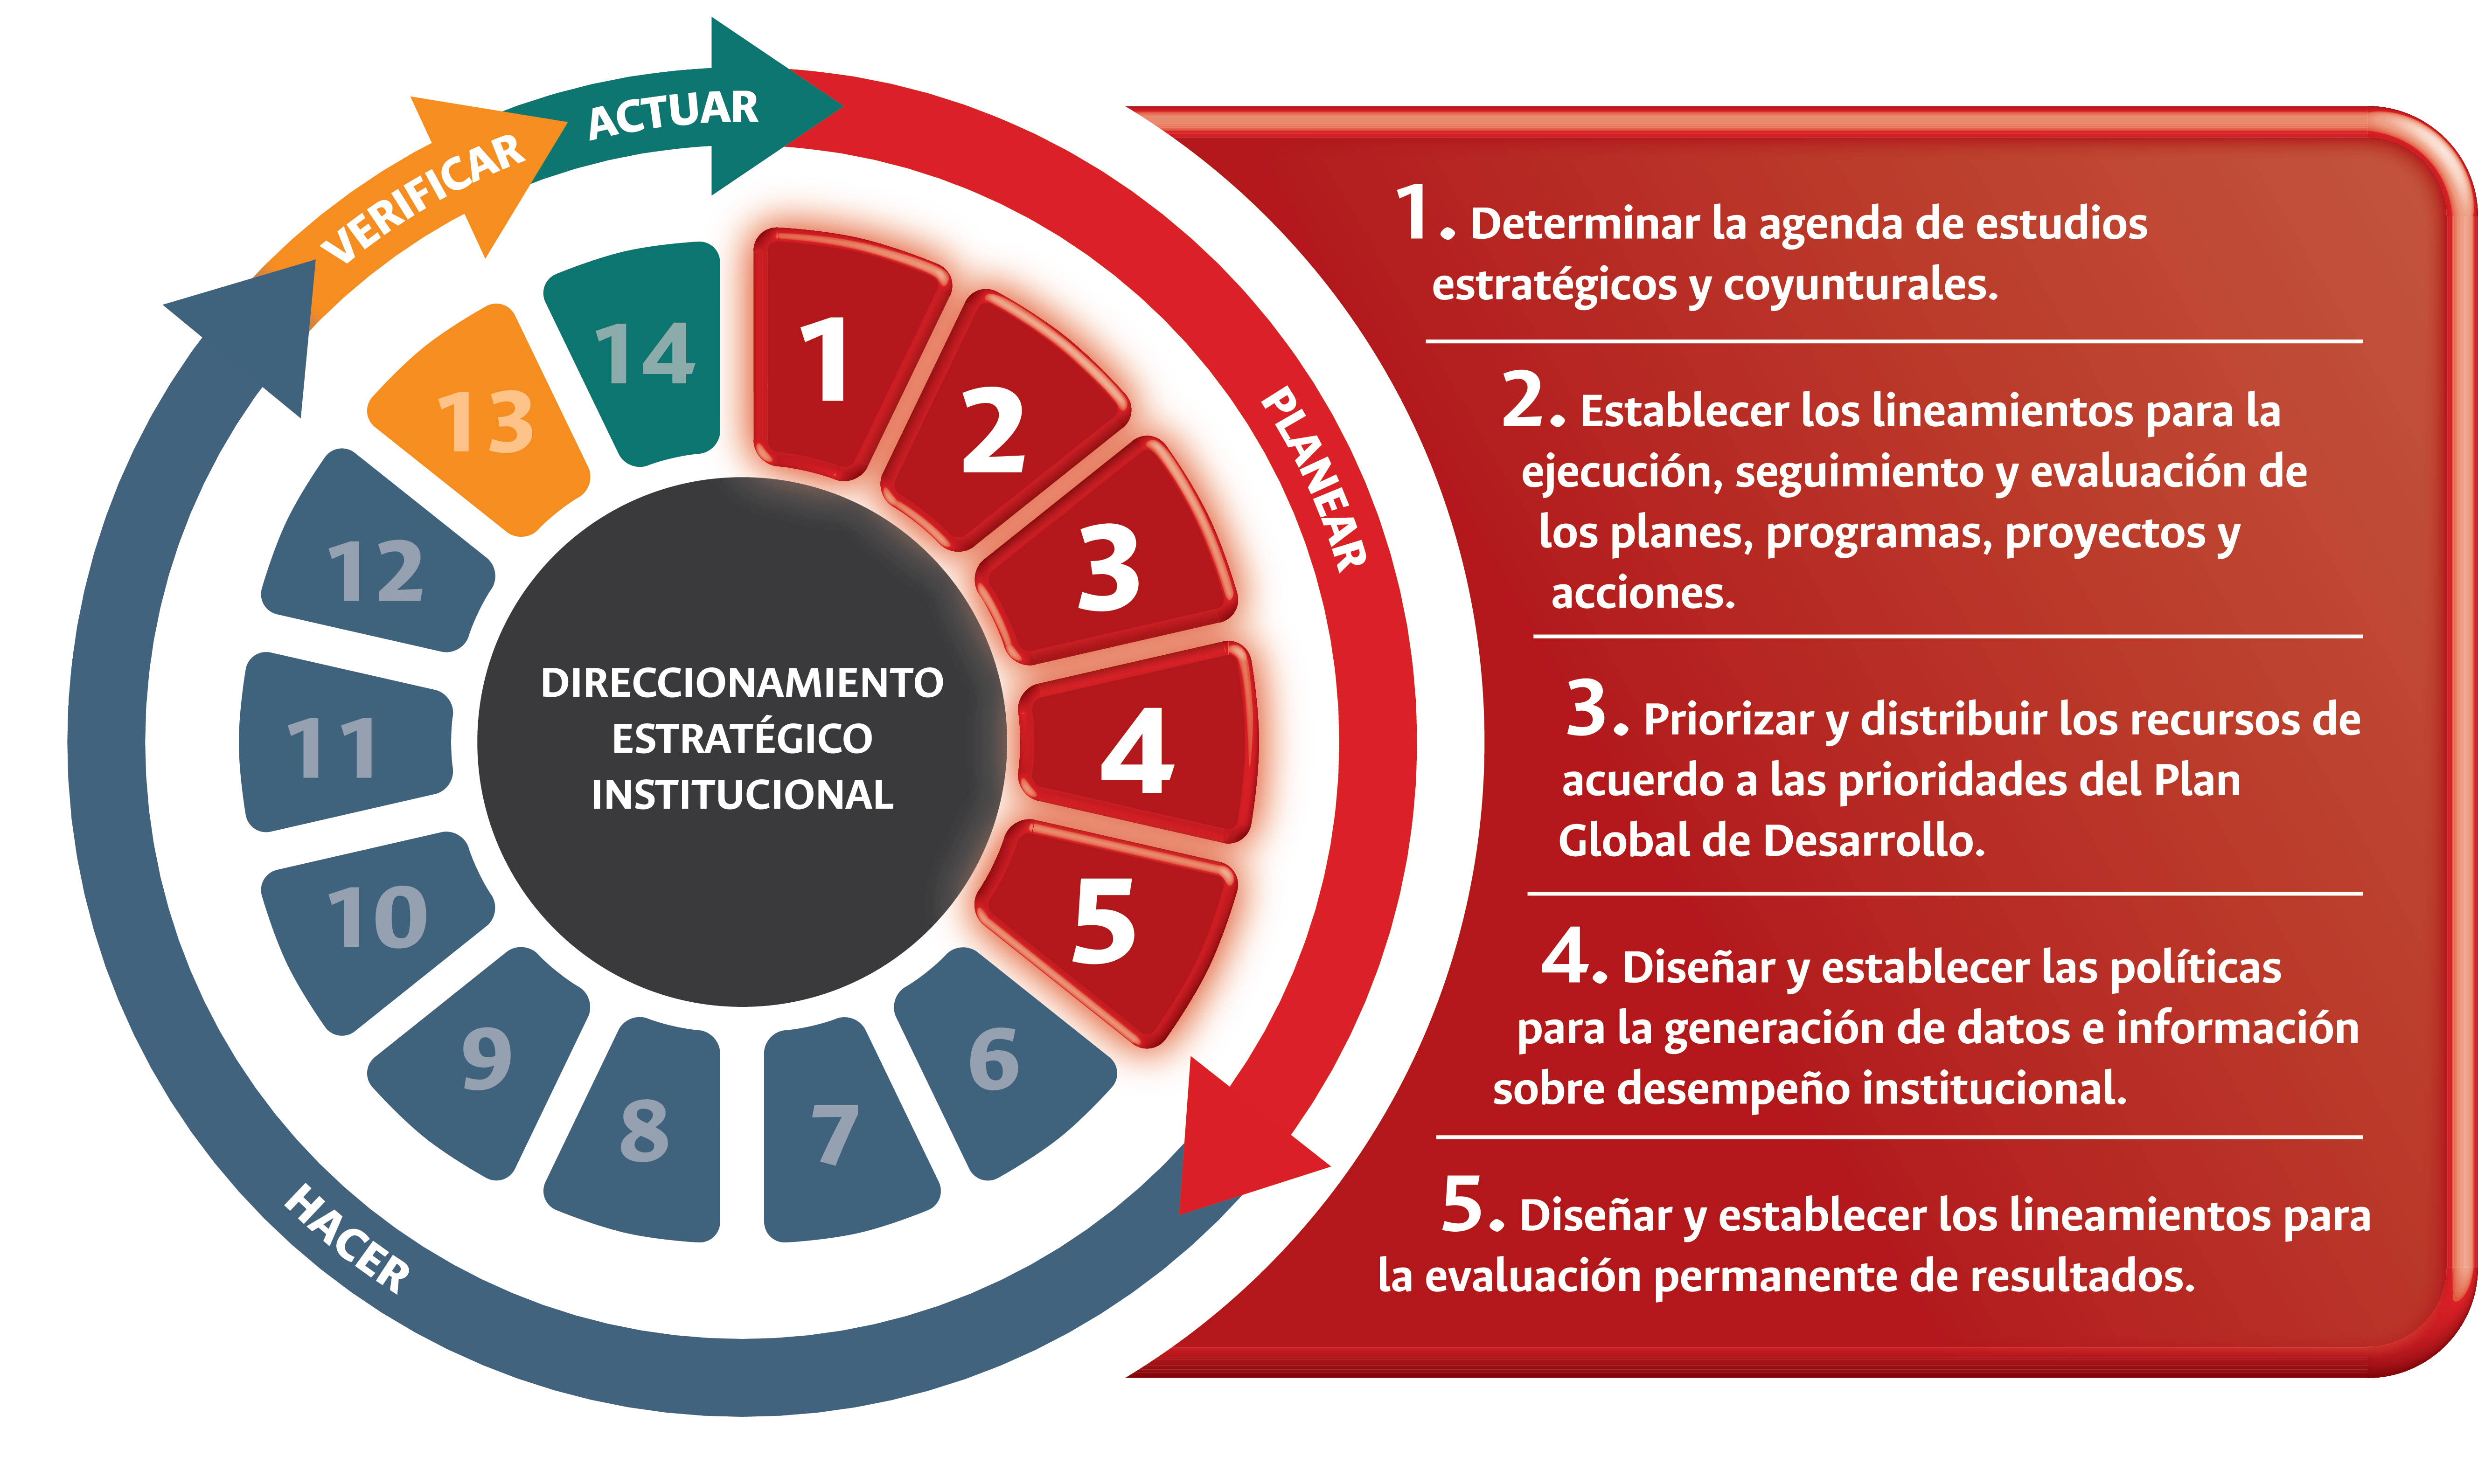 ACTUAR
VERIFICAR
PLANEAR
HACER
1
2
3
4
5
6
7
8
9
10
11
12
13
14
DIRECCIONAMIENTO
ESTRATÉGICO
INSTITUCIONAL
1. Determinar la agenda de estudios
estratégicos y coyunturales.
2. Establecer los lineamientos para la
ejecución, seguimiento y evaluación de
los planes, programas, proyectos y
acciones.
3. Priorizar y distribuir los recursos de
acuerdo a las prioridades del Plan
Global de Desarrollo.
4. Diseñar y establecer las políticas
para la generación de datos e información
sobre desempeño institucional.
5. Diseñar y establecer los lineamientos para
la evaluación permanente de resultados.